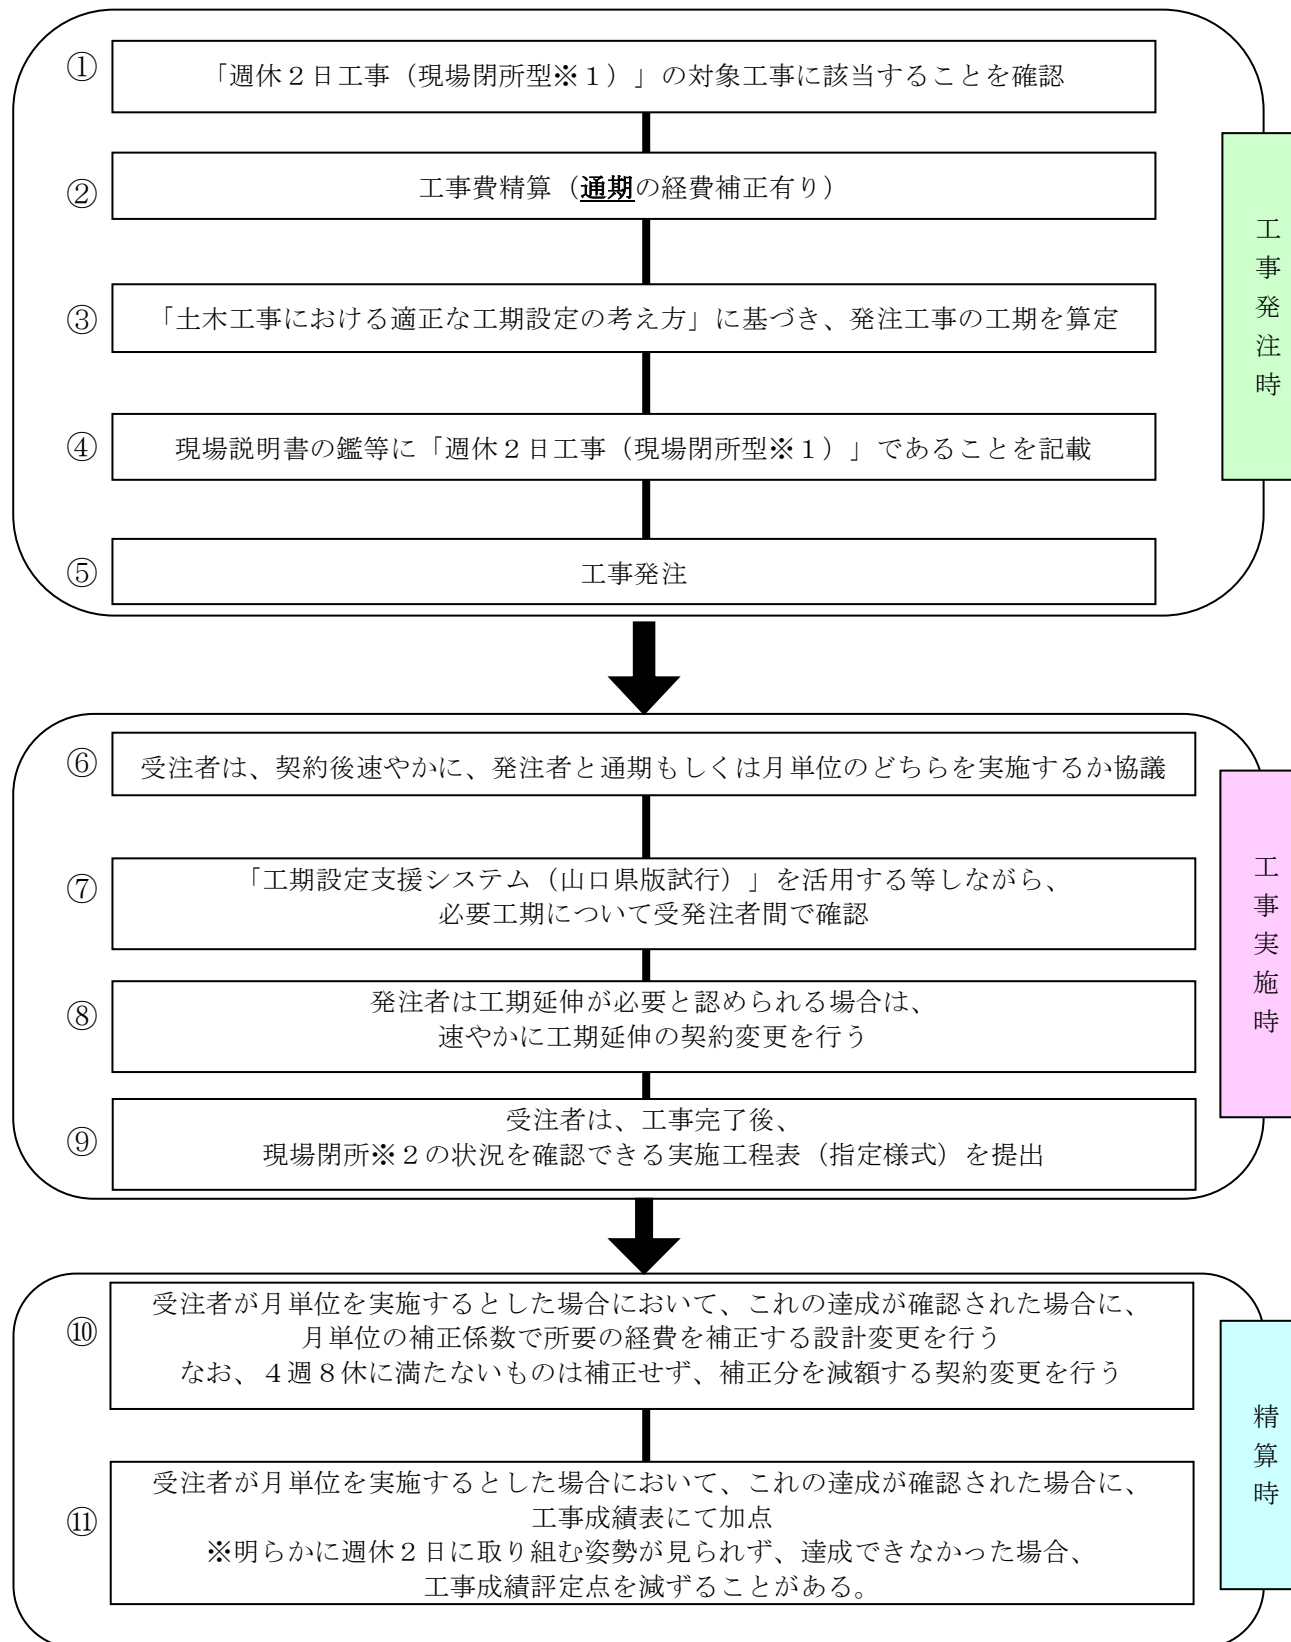 ①
「週休２日工事（現場閉所型※１）」の対象工事に該当することを確認
②
工事費精算（通期の経費補正有り）
③
「土木工事における適正な工期設定の考え方」に基づき、発注工事の工期を算定
④
現場説明書の鑑等に「週休２日工事（現場閉所型※１）」であることを記載
⑤
工事発注
工事発注時
⑥
受注者は、契約後速やかに、発注者と通期もしくは月単位のどちらを実施するか協議
⑦
「工期設定支援システム（山口県版試行）」を活用する等しながら、
必要工期について受発注者間で確認
⑧
発注者は工期延伸が必要と認められる場合は、
速やかに工期延伸の契約変更を行う
⑨
受注者は、工事完了後、
現場閉所※２の状況を確認できる実施工程表（指定様式）を提出
工事実施時
⑩
受注者が月単位を実施するとした場合において、これの達成が確認された場合に、
月単位の補正係数で所要の経費を補正する設計変更を行う
なお、４週８休に満たないものは補正せず、補正分を減額する契約変更を行う
⑪
受注者が月単位を実施するとした場合において、これの達成が確認された場合に、
工事成績表にて加点
※明らかに週休２日に取り組む姿勢が見られず、達成できなかった場合、
工事成績評定点を減ずることがある。
精算時